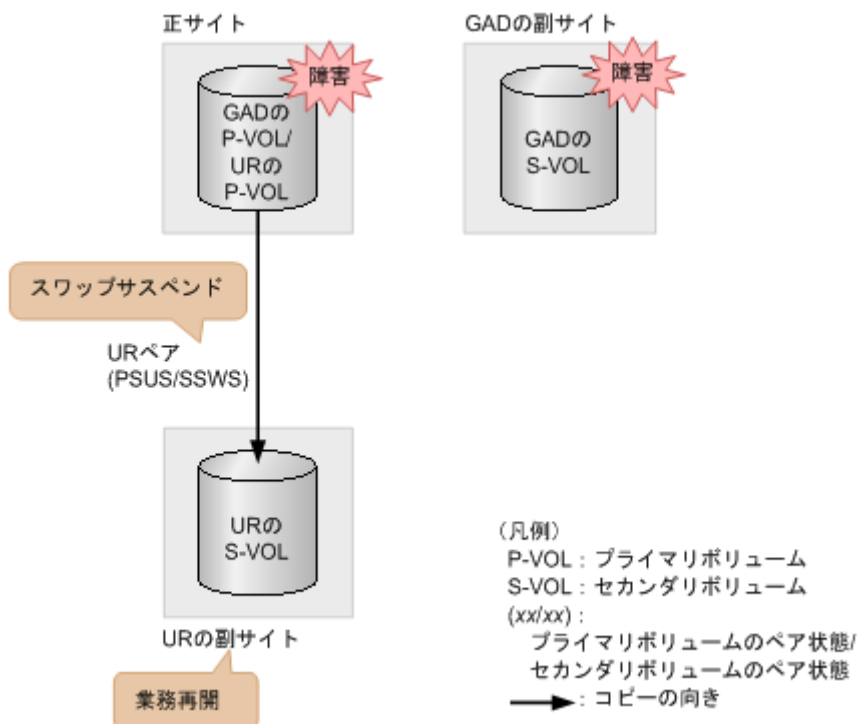 正サイト
GADの副サイト
障害
障害
GADの
P-VOL/
URの
P-VOL
GADの
S-VOL
スワップサスペンド
URペア
(PSUS/SSWS)
URの
S-VOL
URの副サイト
業務再開
（凡例）
P-VOL：プライマリボリューム
S-VOL：セカンダリボリューム
(xx/xx)：
プライマリボリュームのペア状態/
セカンダリボリュームのペア状態
：コピーの向き